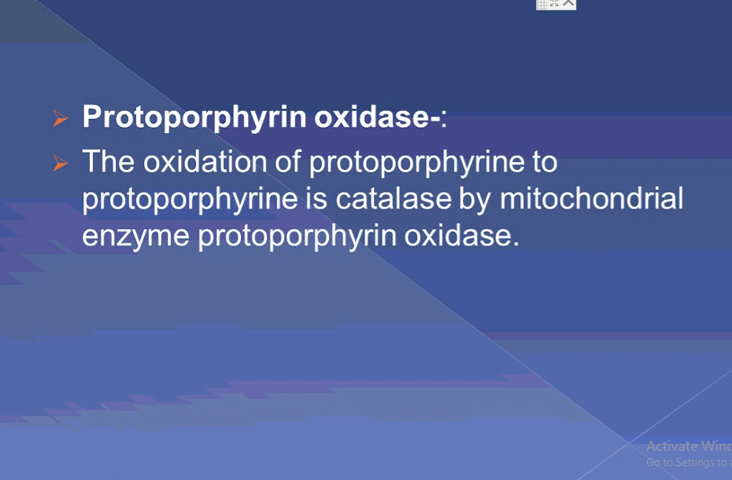 Protoporphyrin oxidase-:
The oxidation of protoporphyrine to
protoporphyrine is catalase by mitochondrial
enzyme protoporphyrin oxidase.
Activate Wind
Go to Settings to